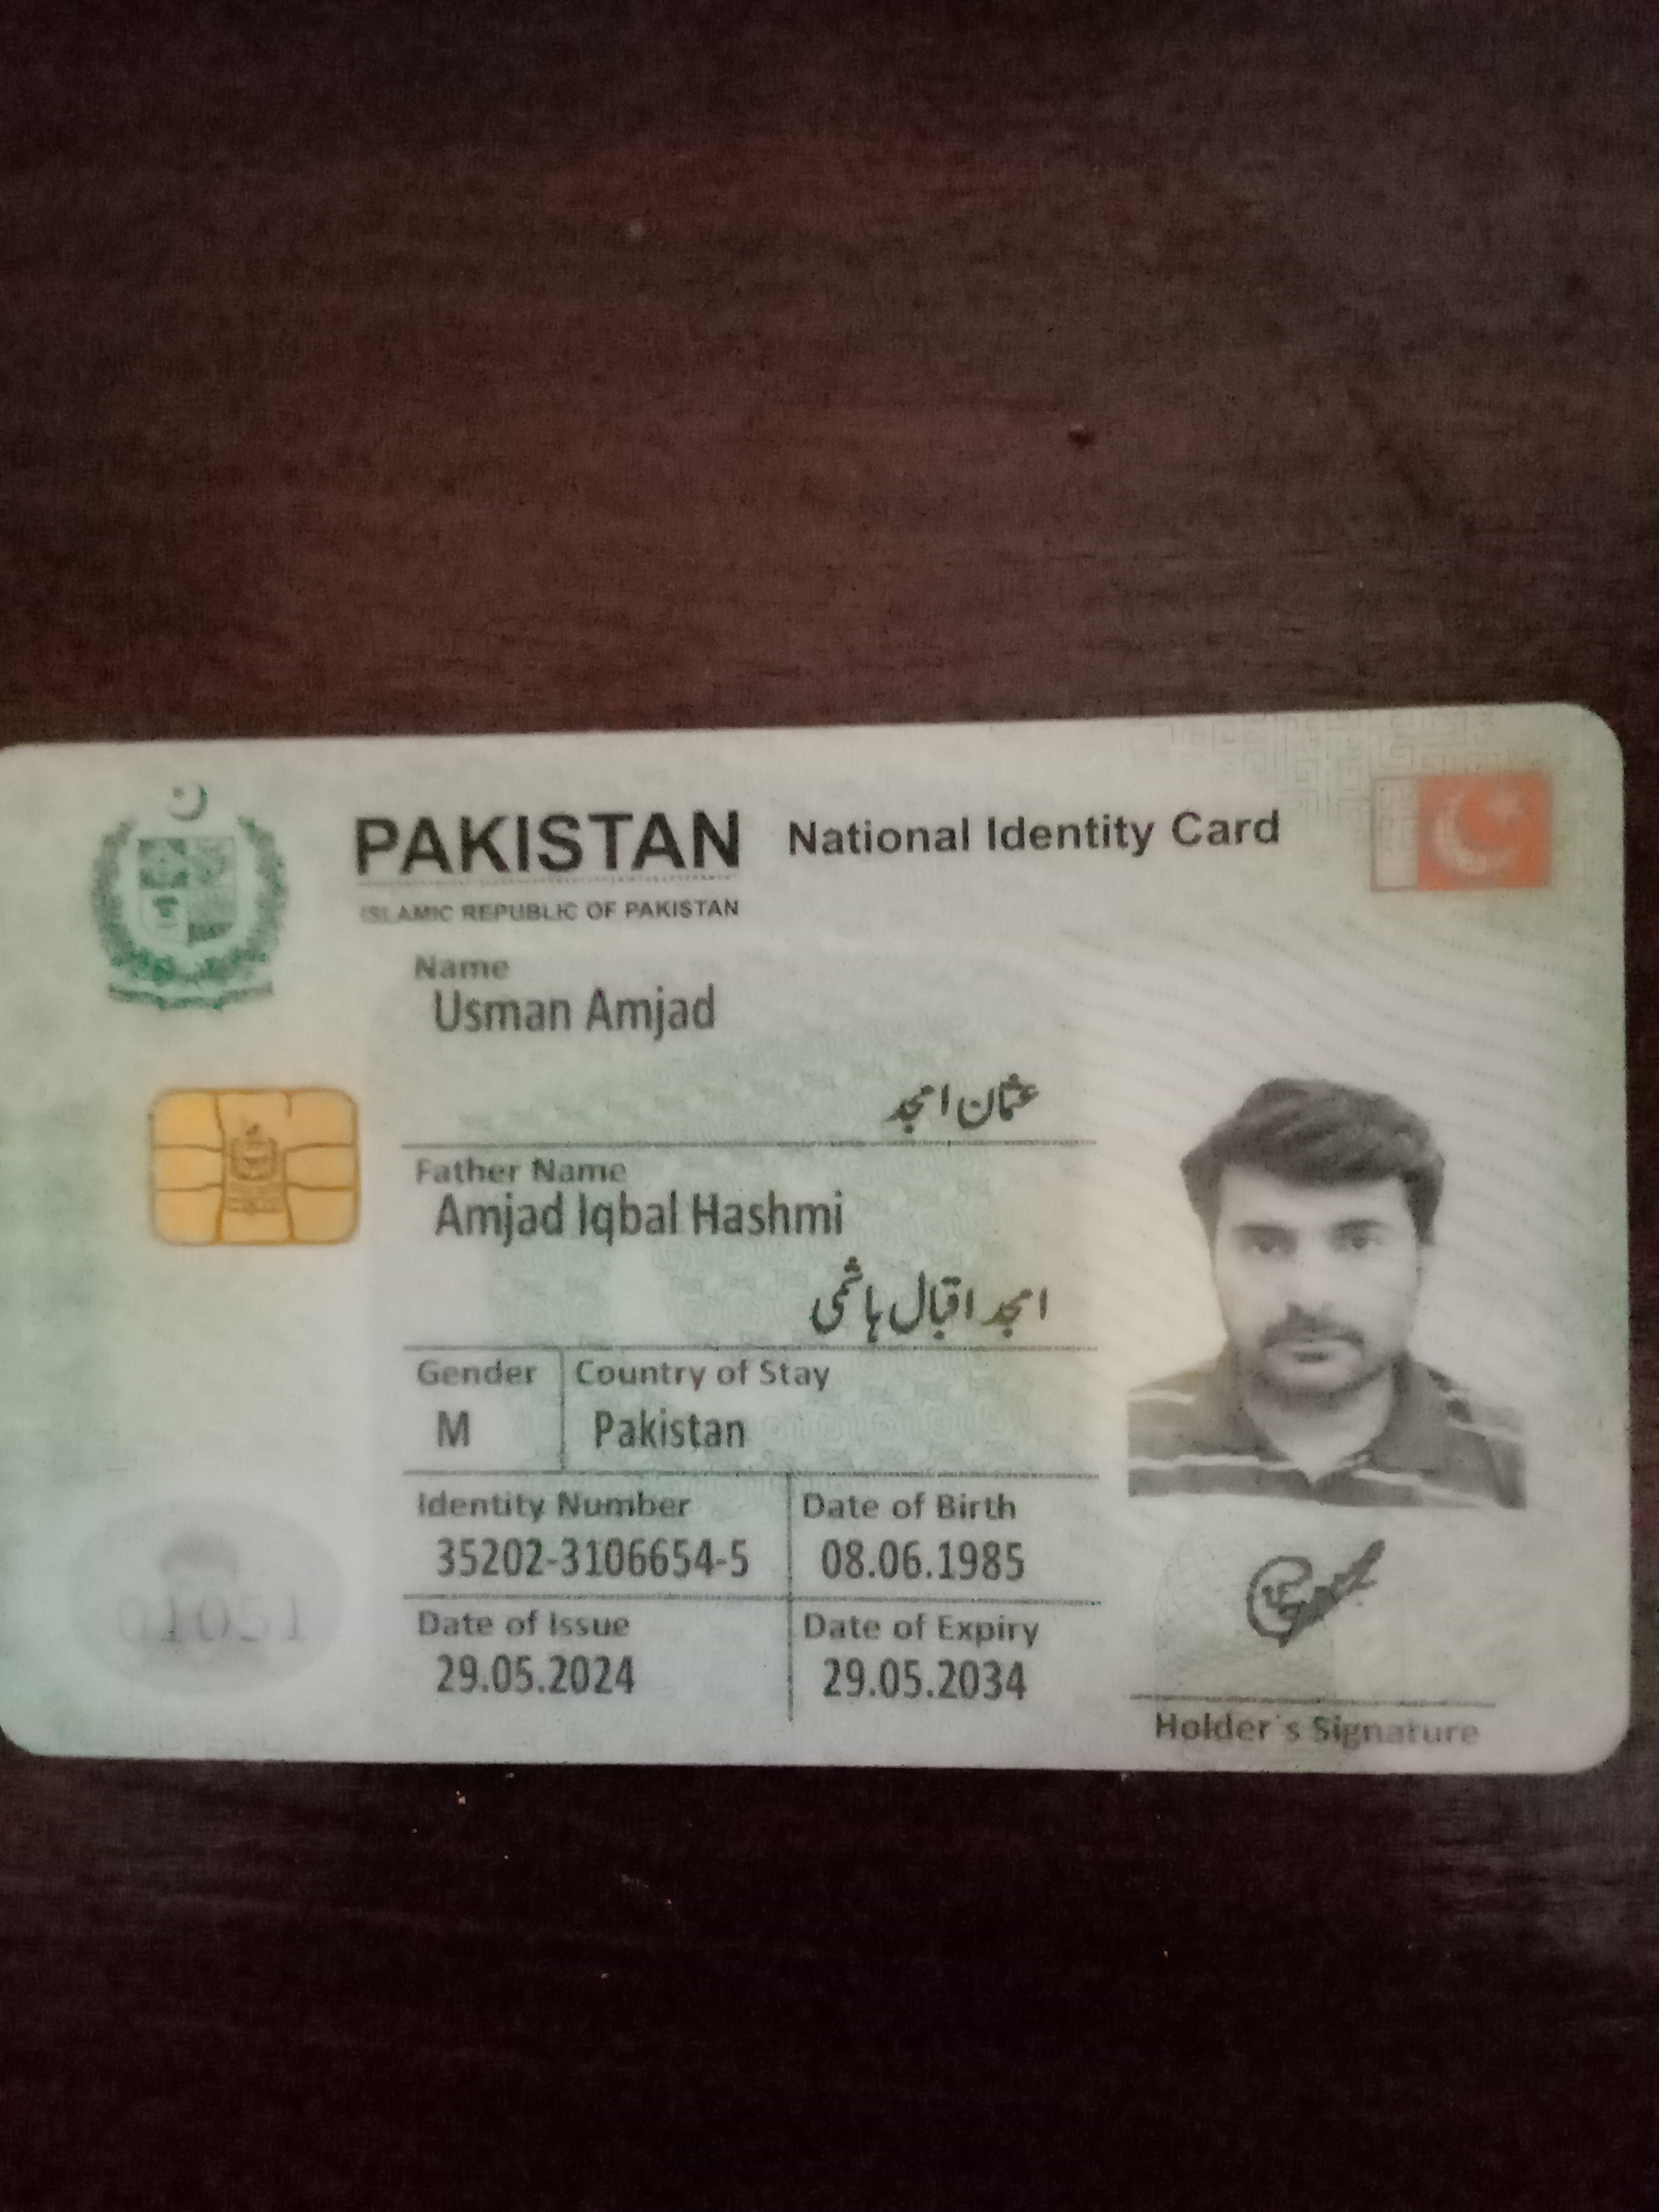 PAKISTAN National Identity Card
ISLAMIC REPUBLIC OF PAKISTAN
Name
Usman Amjad
عثمان امجد
Father Name
Amjad Iqbal Hashmi
امجد اقبال ہاشمی
Gender Country of Stay
M Pakistan
Identity Number Date of Birth
35202-3106654-5 08.06.1985
Date of Issue Date of Expiry
29.05.2024 29.05.2034
Holder's Signature